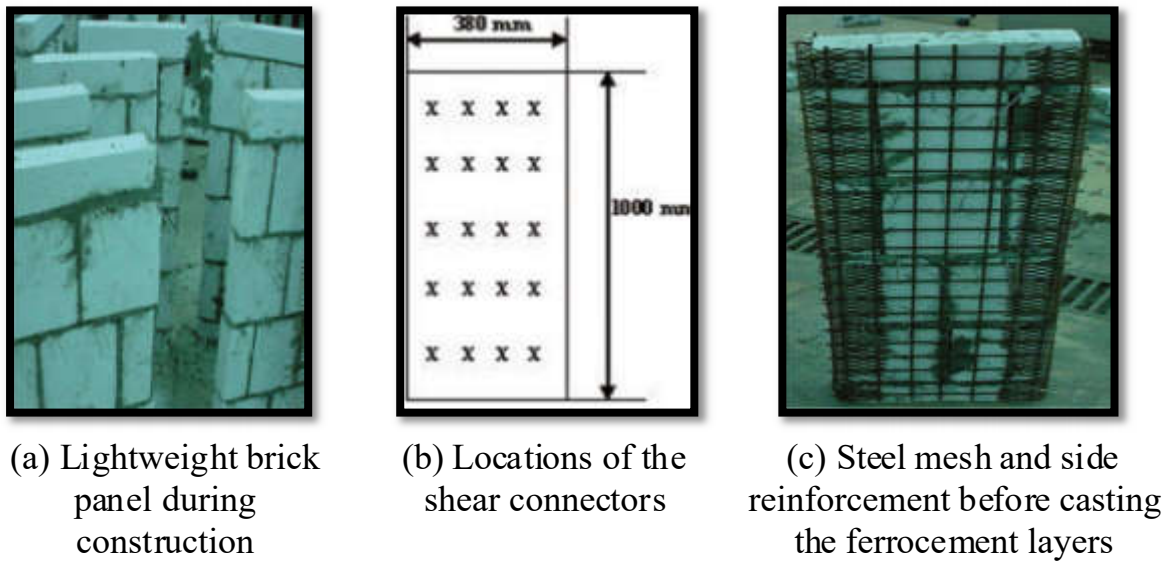 380 mm
x x x x
x x x x
1000 mm
x x x x
x x x x
x x x x
(a) Lightweight brick
panel during
construction
(b) Locations of the
shear connectors
(c) Steel mesh and side
reinforcement before casting
the ferrocement layers